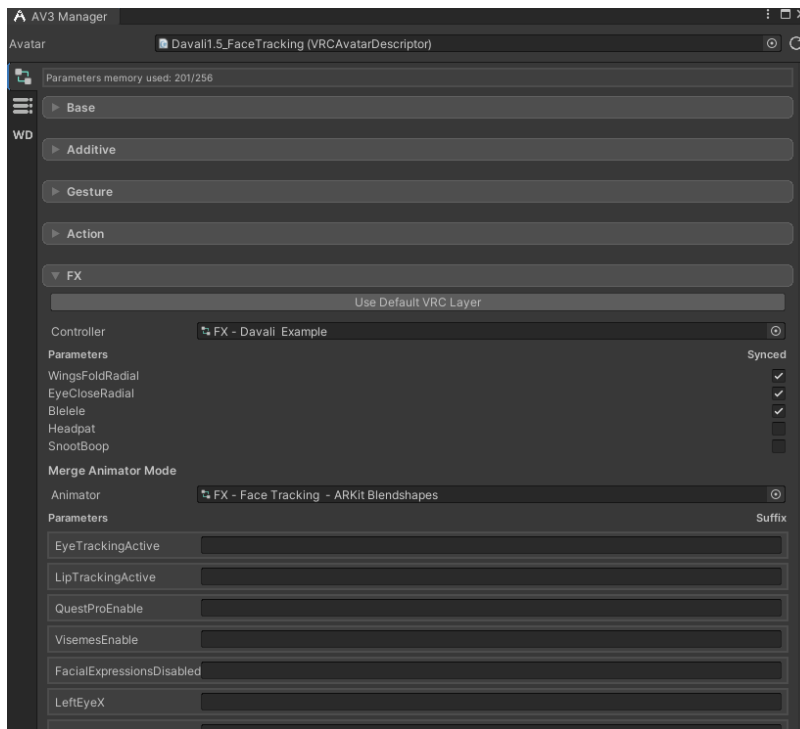 AV3 Manager
Avatar Davali1.5_FaceTracking (VRCAvatarDescriptor)
Parameters memory used: 201/256
Base
WD
Additive
Gesture
Action
FX
Use Default VRC Layer
Controller FX - Davali Example
Parameters Synced
WingsFoldRadial
EyeCloseRadial
Blelele
Headpat
SnootBoop
Merge Animator Mode
Animator FX - Face Tracking - ARKit Blendshapes
Parameters Suffix
EyeTrackingActive
LipTrackingActive
QuestProEnable
VisemesEnable
FacialExpressionsDisabled
LeftEyeX